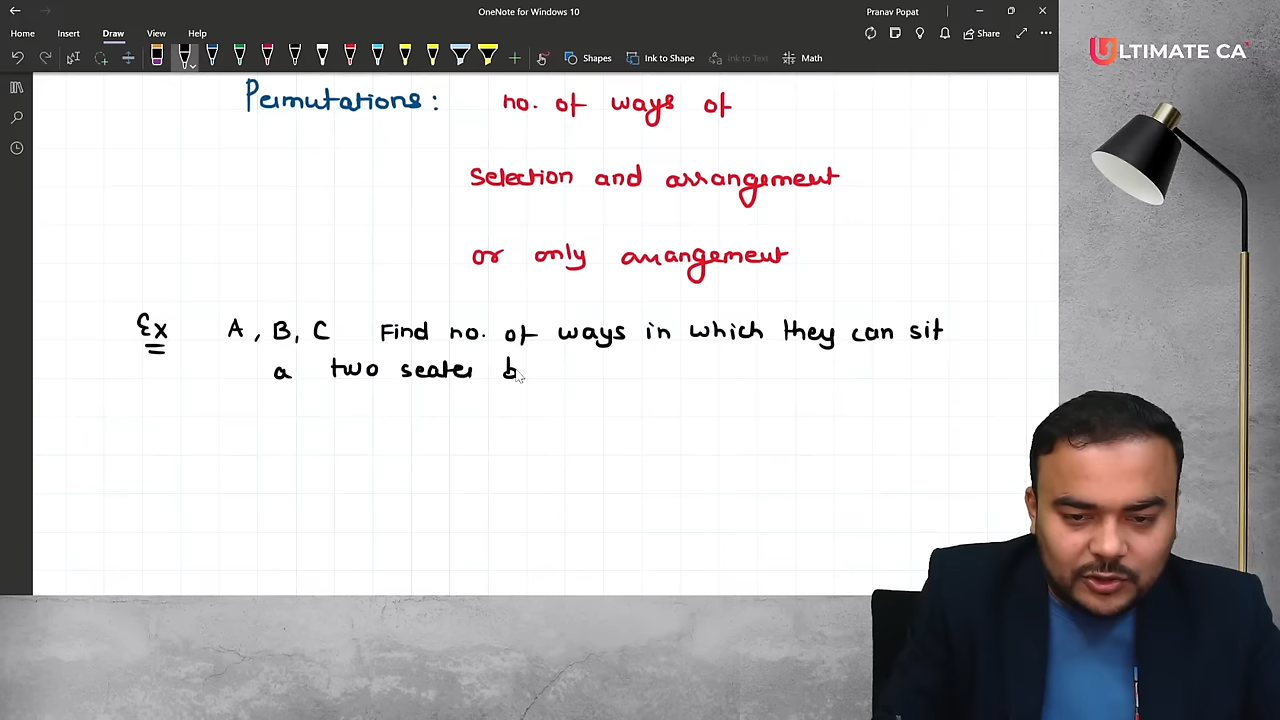 OneNote for Windows 10
Pranav Popat
Home Insert Draw View Help
Share
Shapes Ink to Shape Ink to Text Math
ULTIMATE CA
Permutations: no. of ways of
Selection and arrangement
or only arrangement
Ex A, B, C Find no. of ways in which they can sit
a two seater b